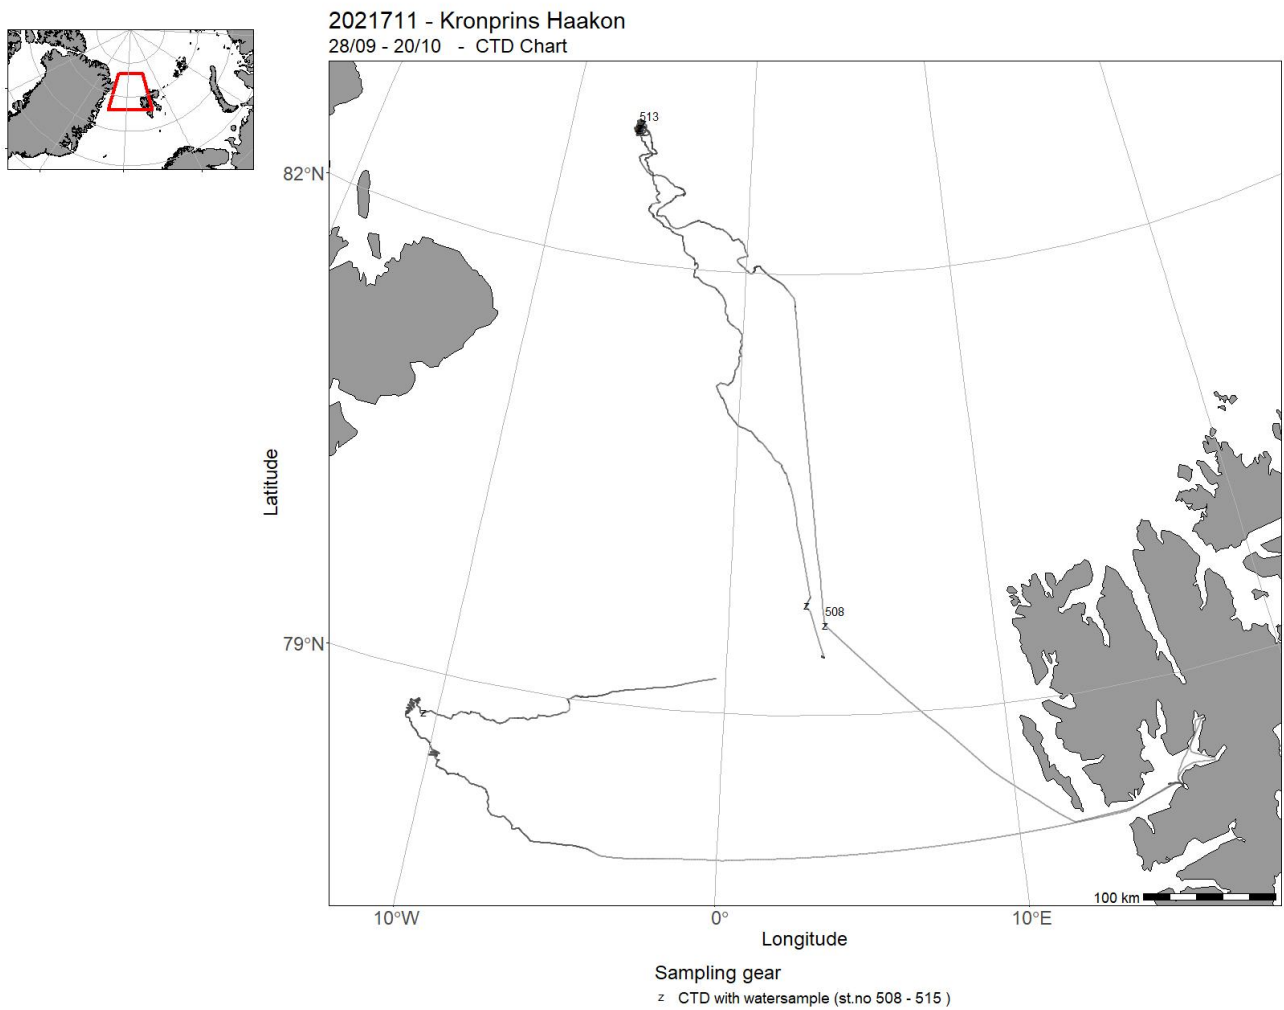 2021711 - Kronprins Haakon
28/09 - 20/10 - CTD Chart
513
82°N
Latitude
508
79°N
z
z
z
100 km
10°W
0°
10°E
Longitude
Sampling gear
z CTD with watersample (st.no 508 - 515 )